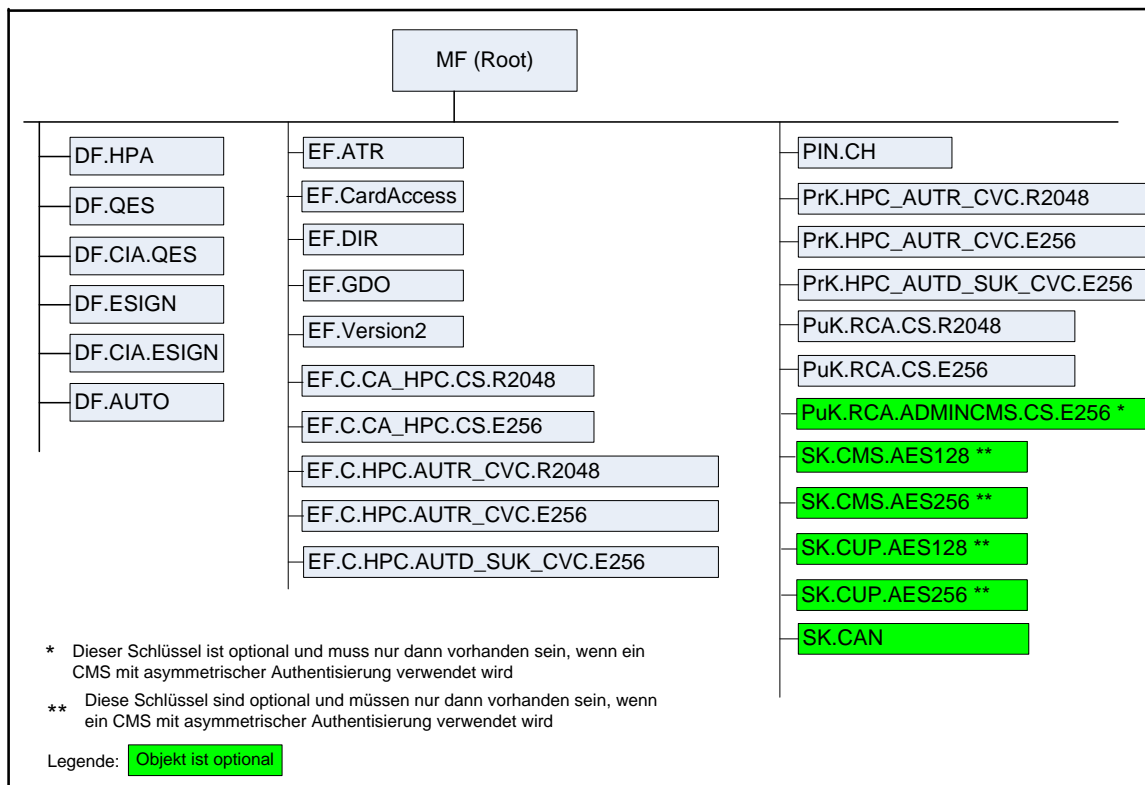 MF (Root)
DF.HPA
DF.QES
DF.CIA.QES
DF.ESIGN
DF.CIA.ESIGN
DF.AUTO
EF.ATR
EF.CardAccess
EF.DIR
EF.GDO
EF.Version2
EF.C.CA_HPC.CS.R2048
EF.C.CA_HPC.CS.E256
EF.C.HPC.AUTR_CVC.R2048
EF.C.HPC.AUTR_CVC.E256
EF.C.HPC.AUTD_SUK_CVC.E256
PIN.CH
PrK.HPC_AUTR_CVC.R2048
PrK.HPC_AUTR_CVC.E256
PrK.HPC_AUTD_SUK_CVC.E256
PuK.RCA.CS.R2048
PuK.RCA.CS.E256
PuK.RCA.ADMINCMS.CS.E256 *
SK.CMS.AES128 **
SK.CMS.AES256 **
SK.CUP.AES128 **
SK.CUP.AES256 **
SK.CAN
* Dieser Schlüssel ist optional und muss nur dann vorhanden sein, wenn ein
CMS mit asymmetrischer Authentisierung verwendet wird
** Diese Schlüssel sind optional und müssen nur dann vorhanden sein, wenn
ein CMS mit asymmetrischer Authentisierung verwendet wird
Legende: Objekt ist optional